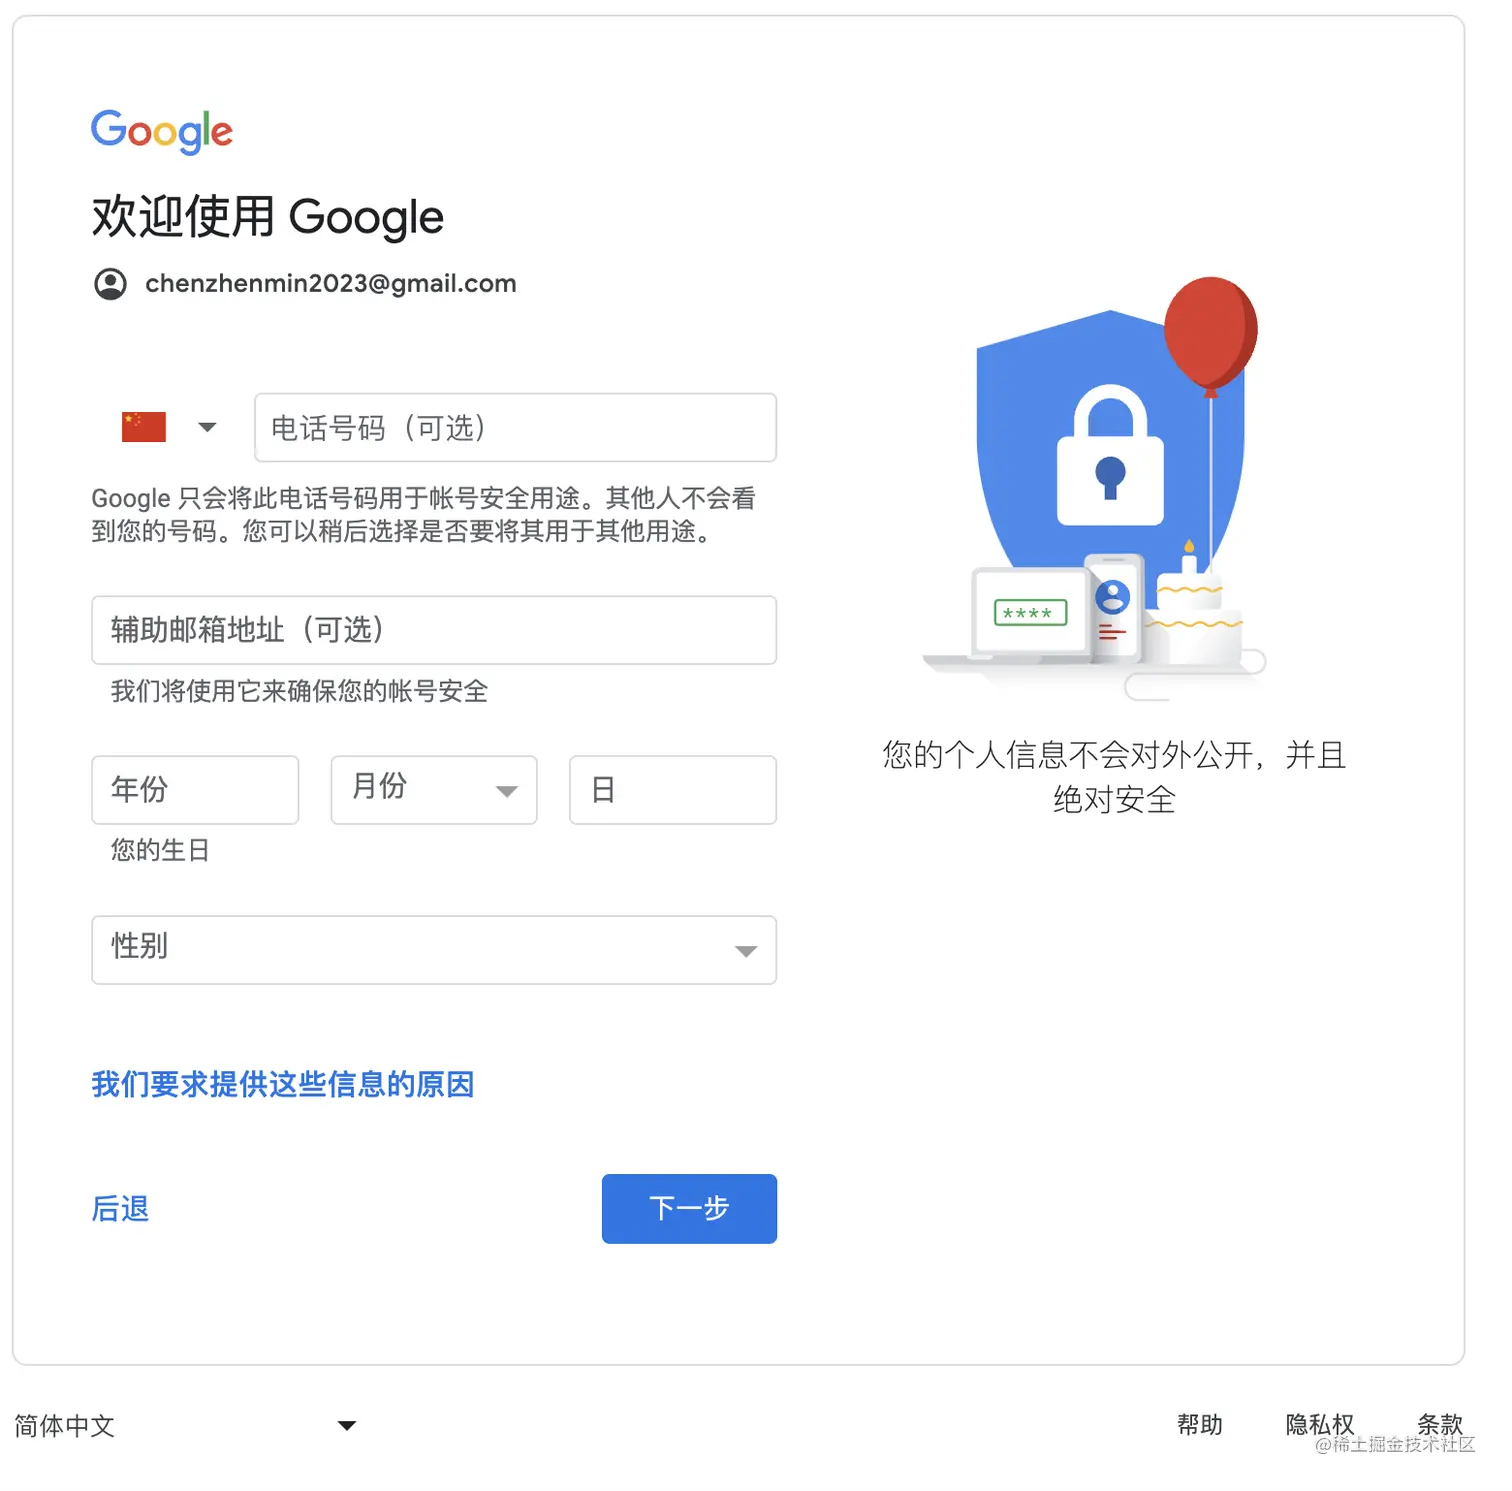 Google
欢迎使用 Google
chenzhenmin2023@gmail.com
电话号码（可选）
Google 只会将此电话号码用于帐号安全用途。其他人不会看
到您的号码。您可以稍后选择是否要将其用于其他用途。
辅助邮箱地址（可选）
我们将使用它来确保您的帐号安全
年份
月份
日
您的生日
性别
我们要求提供这些信息的原因
后退
下一步
****
您的个人信息不会对外公开，并且
绝对安全
简体中文
帮助
隐私权
条款
@稀土掘金技术社区